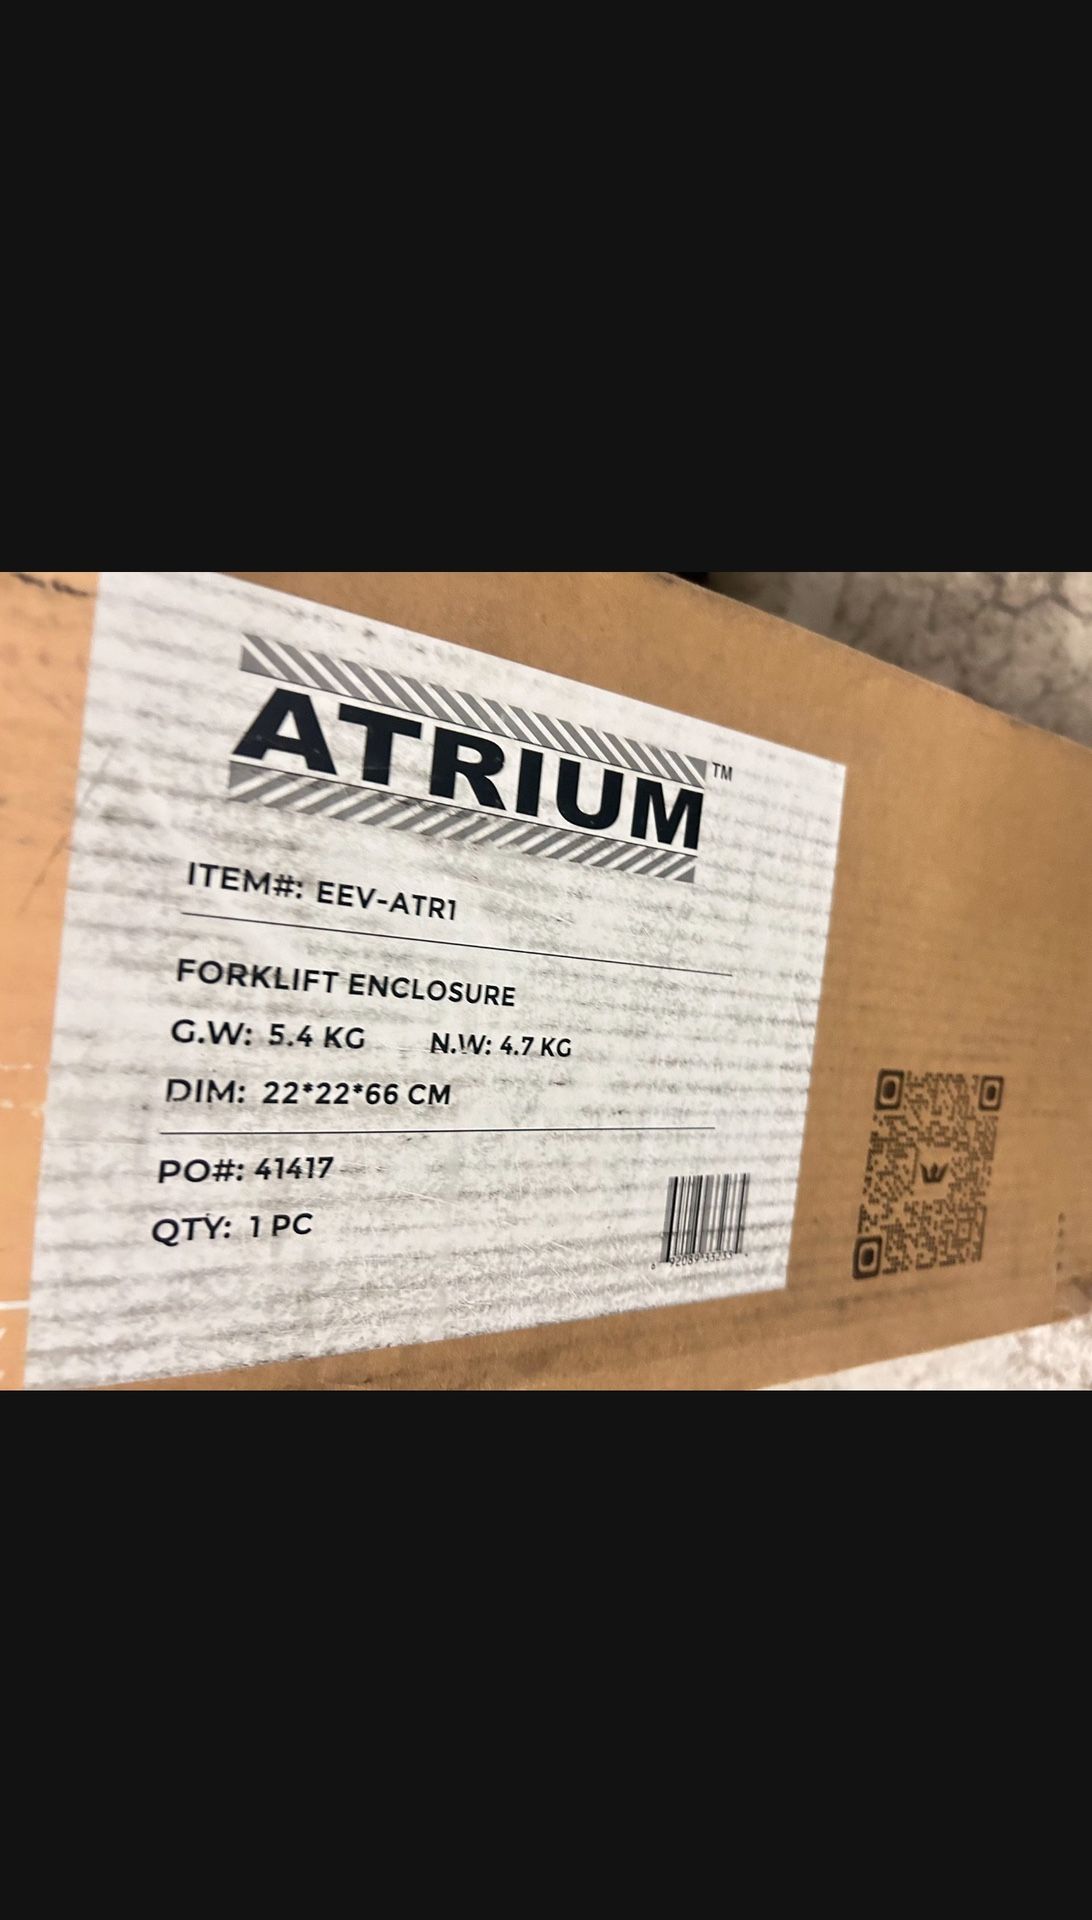 ATRIUM™
ITEM#: EEV-ATR1
FORKLIFT ENCLOSURE
G.W: 5.4 KG N.W: 4.7 KG
DIM: 22*22*66 CM
PO#: 41417
QTY: 1 PC